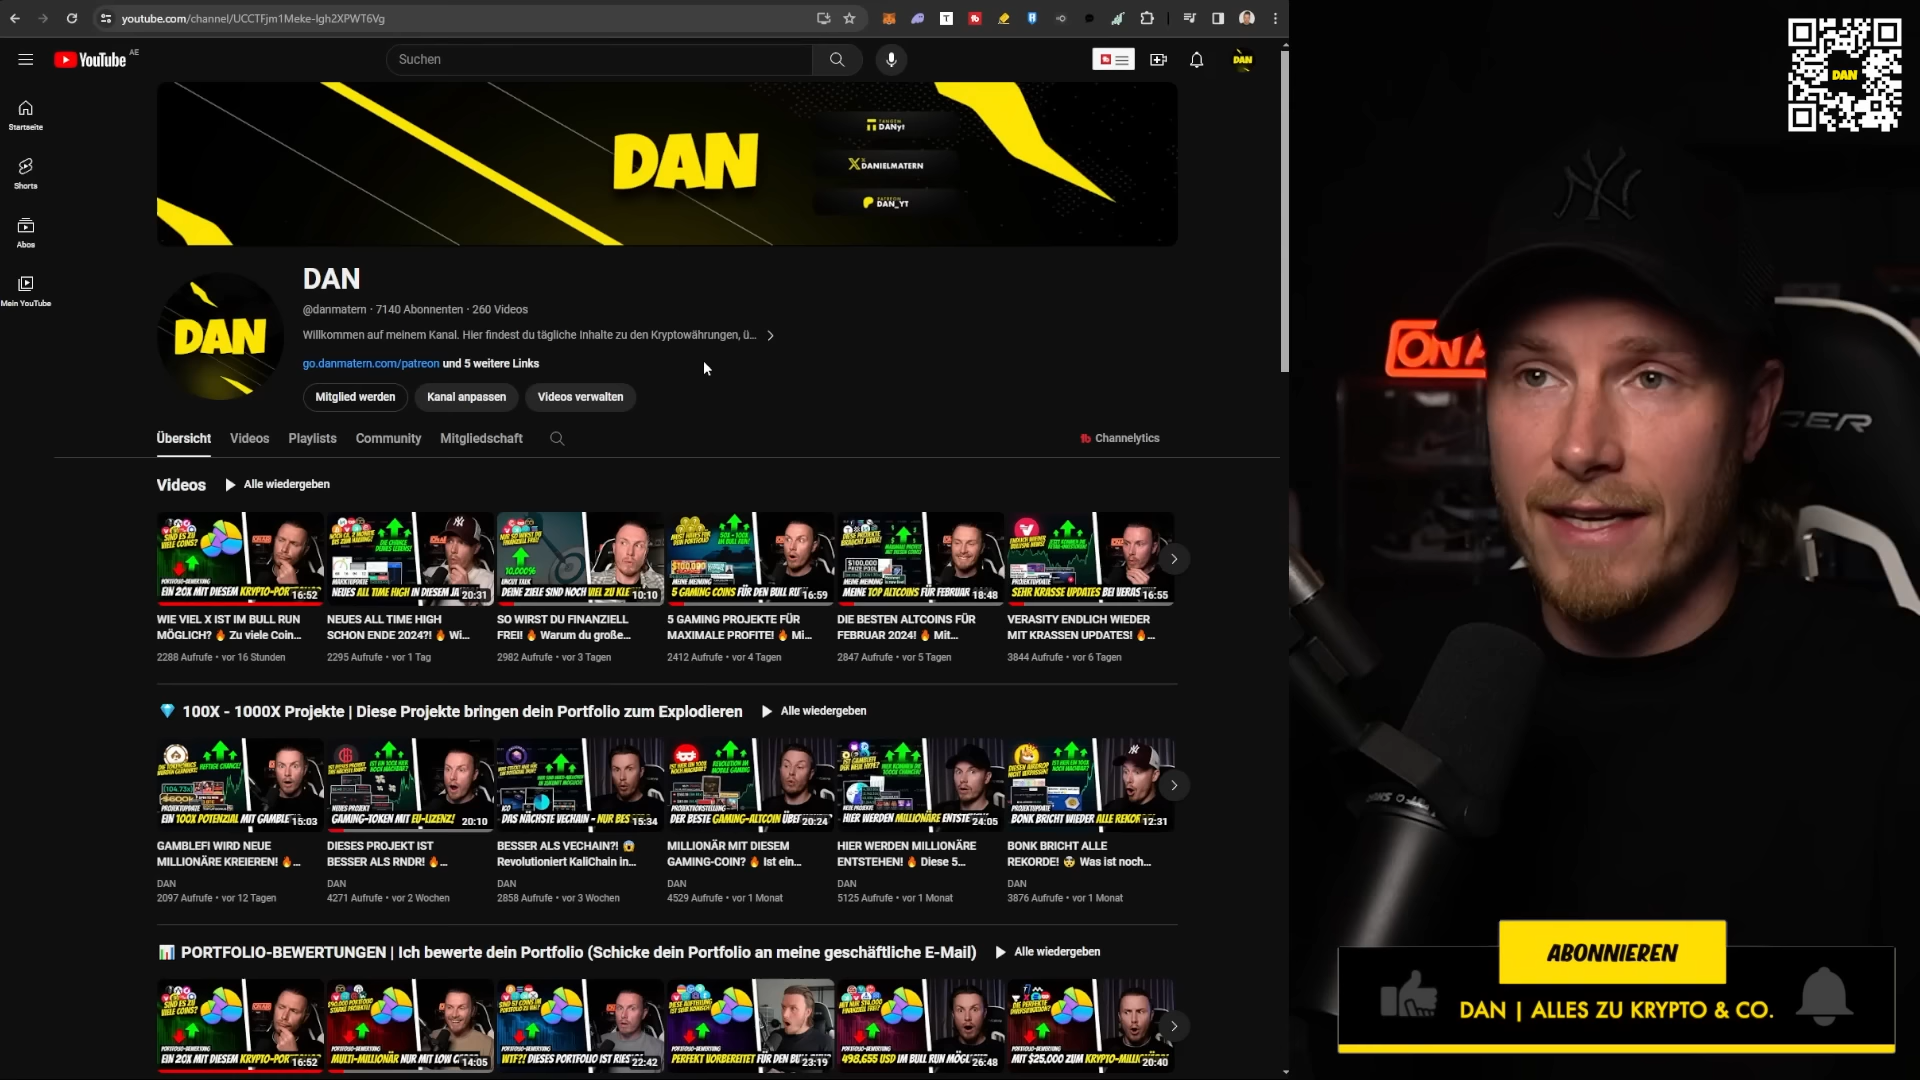 youtube.com/channel/UCCTFjm1Meke-lgh2XPWT6Vg
YouTube AE
Suchen
DAN
Startseite
Shorts
Abos
Mein YouTube
DAN
TANGEM
DANyt
X
DANIELMATERN
PATREON
DAN_YT
DAN
DAN
@danmatern · 7140 Abonnenten · 260 Videos
Willkommen auf meinem Kanal. Hier findest du tägliche Inhalte zu den Kryptowährungen, ü...
go.danmatern.com/patreon und 5 weitere Links
Mitglied werden
Kanal anpassen
Videos verwalten
Übersicht
Videos
Playlists
Community
Mitgliedschaft
Channelytics
Videos
Alle wiedergeben
16:52
20:31
10:10
16:59
18:48
16:55
WIE VIEL X IST IM BULL RUN
MÖGLICH? 🔥 Zu viele Coin...
2288 Aufrufe • vor 16 Stunden
NEUES ALL TIME HIGH
SCHON ENDE 2024?! 🔥 Wi...
2295 Aufrufe • vor 1 Tag
SO WIRST DU FINANZIELL
FREI! 🔥 Warum du große...
2982 Aufrufe • vor 3 Tagen
5 GAMING PROJEKTE FÜR
MAXIMALE PROFITE! 🔥 Mi...
2412 Aufrufe • vor 4 Tagen
DIE BESTEN ALTCOINS FÜR
FEBRUAR 2024! 🔥 Mit...
2847 Aufrufe • vor 5 Tagen
VERASITY ENDLICH WIEDER
MIT KRASSEN UPDATES! 🔥...
3844 Aufrufe • vor 6 Tagen
💎 100X - 1000X Projekte | Diese Projekte bringen dein Portfolio zum Explodieren
Alle wiedergeben
15:03
20:10
15:34
20:24
24:05
12:31
GAMBLEFI WIRD NEUE
MILLIONÄRE KREIEREN! 🔥...
DAN
2097 Aufrufe • vor 12 Tagen
DIESES PROJEKT IST
BESSER ALS RNDR! 🔥...
DAN
4271 Aufrufe • vor 2 Wochen
BESSER ALS VECHAIN?! 😱
Revolutioniert KaliChain in...
DAN
2858 Aufrufe • vor 3 Wochen
MILLIONÄR MIT DIESEM
GAMING-COIN? 🔥 Ist ein...
DAN
4529 Aufrufe • vor 1 Monat
HIER WERDEN MILLIONÄRE
ENTSTEHEN! 🔥 Diese 5...
DAN
5125 Aufrufe • vor 1 Monat
BONK BRICHT ALLE
REKORDE! 🤯 Was ist noch...
DAN
3876 Aufrufe • vor 1 Monat
📊 PORTFOLIO-BEWERTUNGEN | Ich bewerte dein Portfolio (Schicke dein Portfolio an meine geschäftliche E-Mail)
Alle wiedergeben
16:52
14:05
22:42
23:19
26:48
20:40
DAN
NY
ON A
CER
ABONNIEREN
DAN | ALLES ZU KRYPTO & CO.